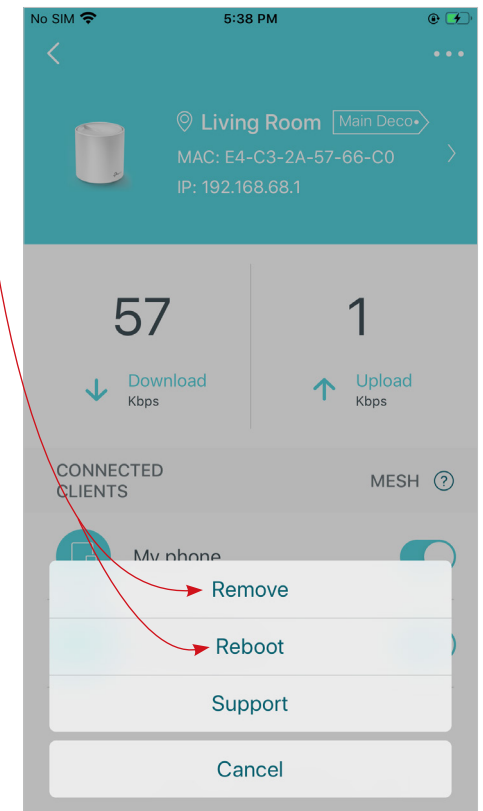 No SIM 5:38 PM
Living Room Main Deco
MAC: E4-C3-2A-57-66-C0
IP: 192.168.68.1
57 1
Download Upload
Kbps Kbps
CONNECTED
CLIENTS
MESH ?
My phone
Remove
Reboot
Support
Cancel